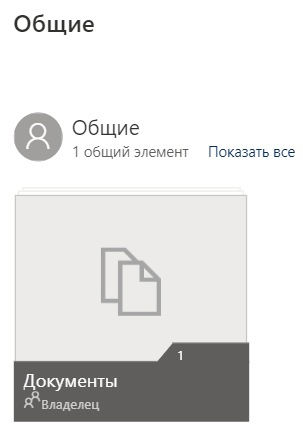 Общие
Общие
1 общий элемент Показать все
1
Документы
Владелец